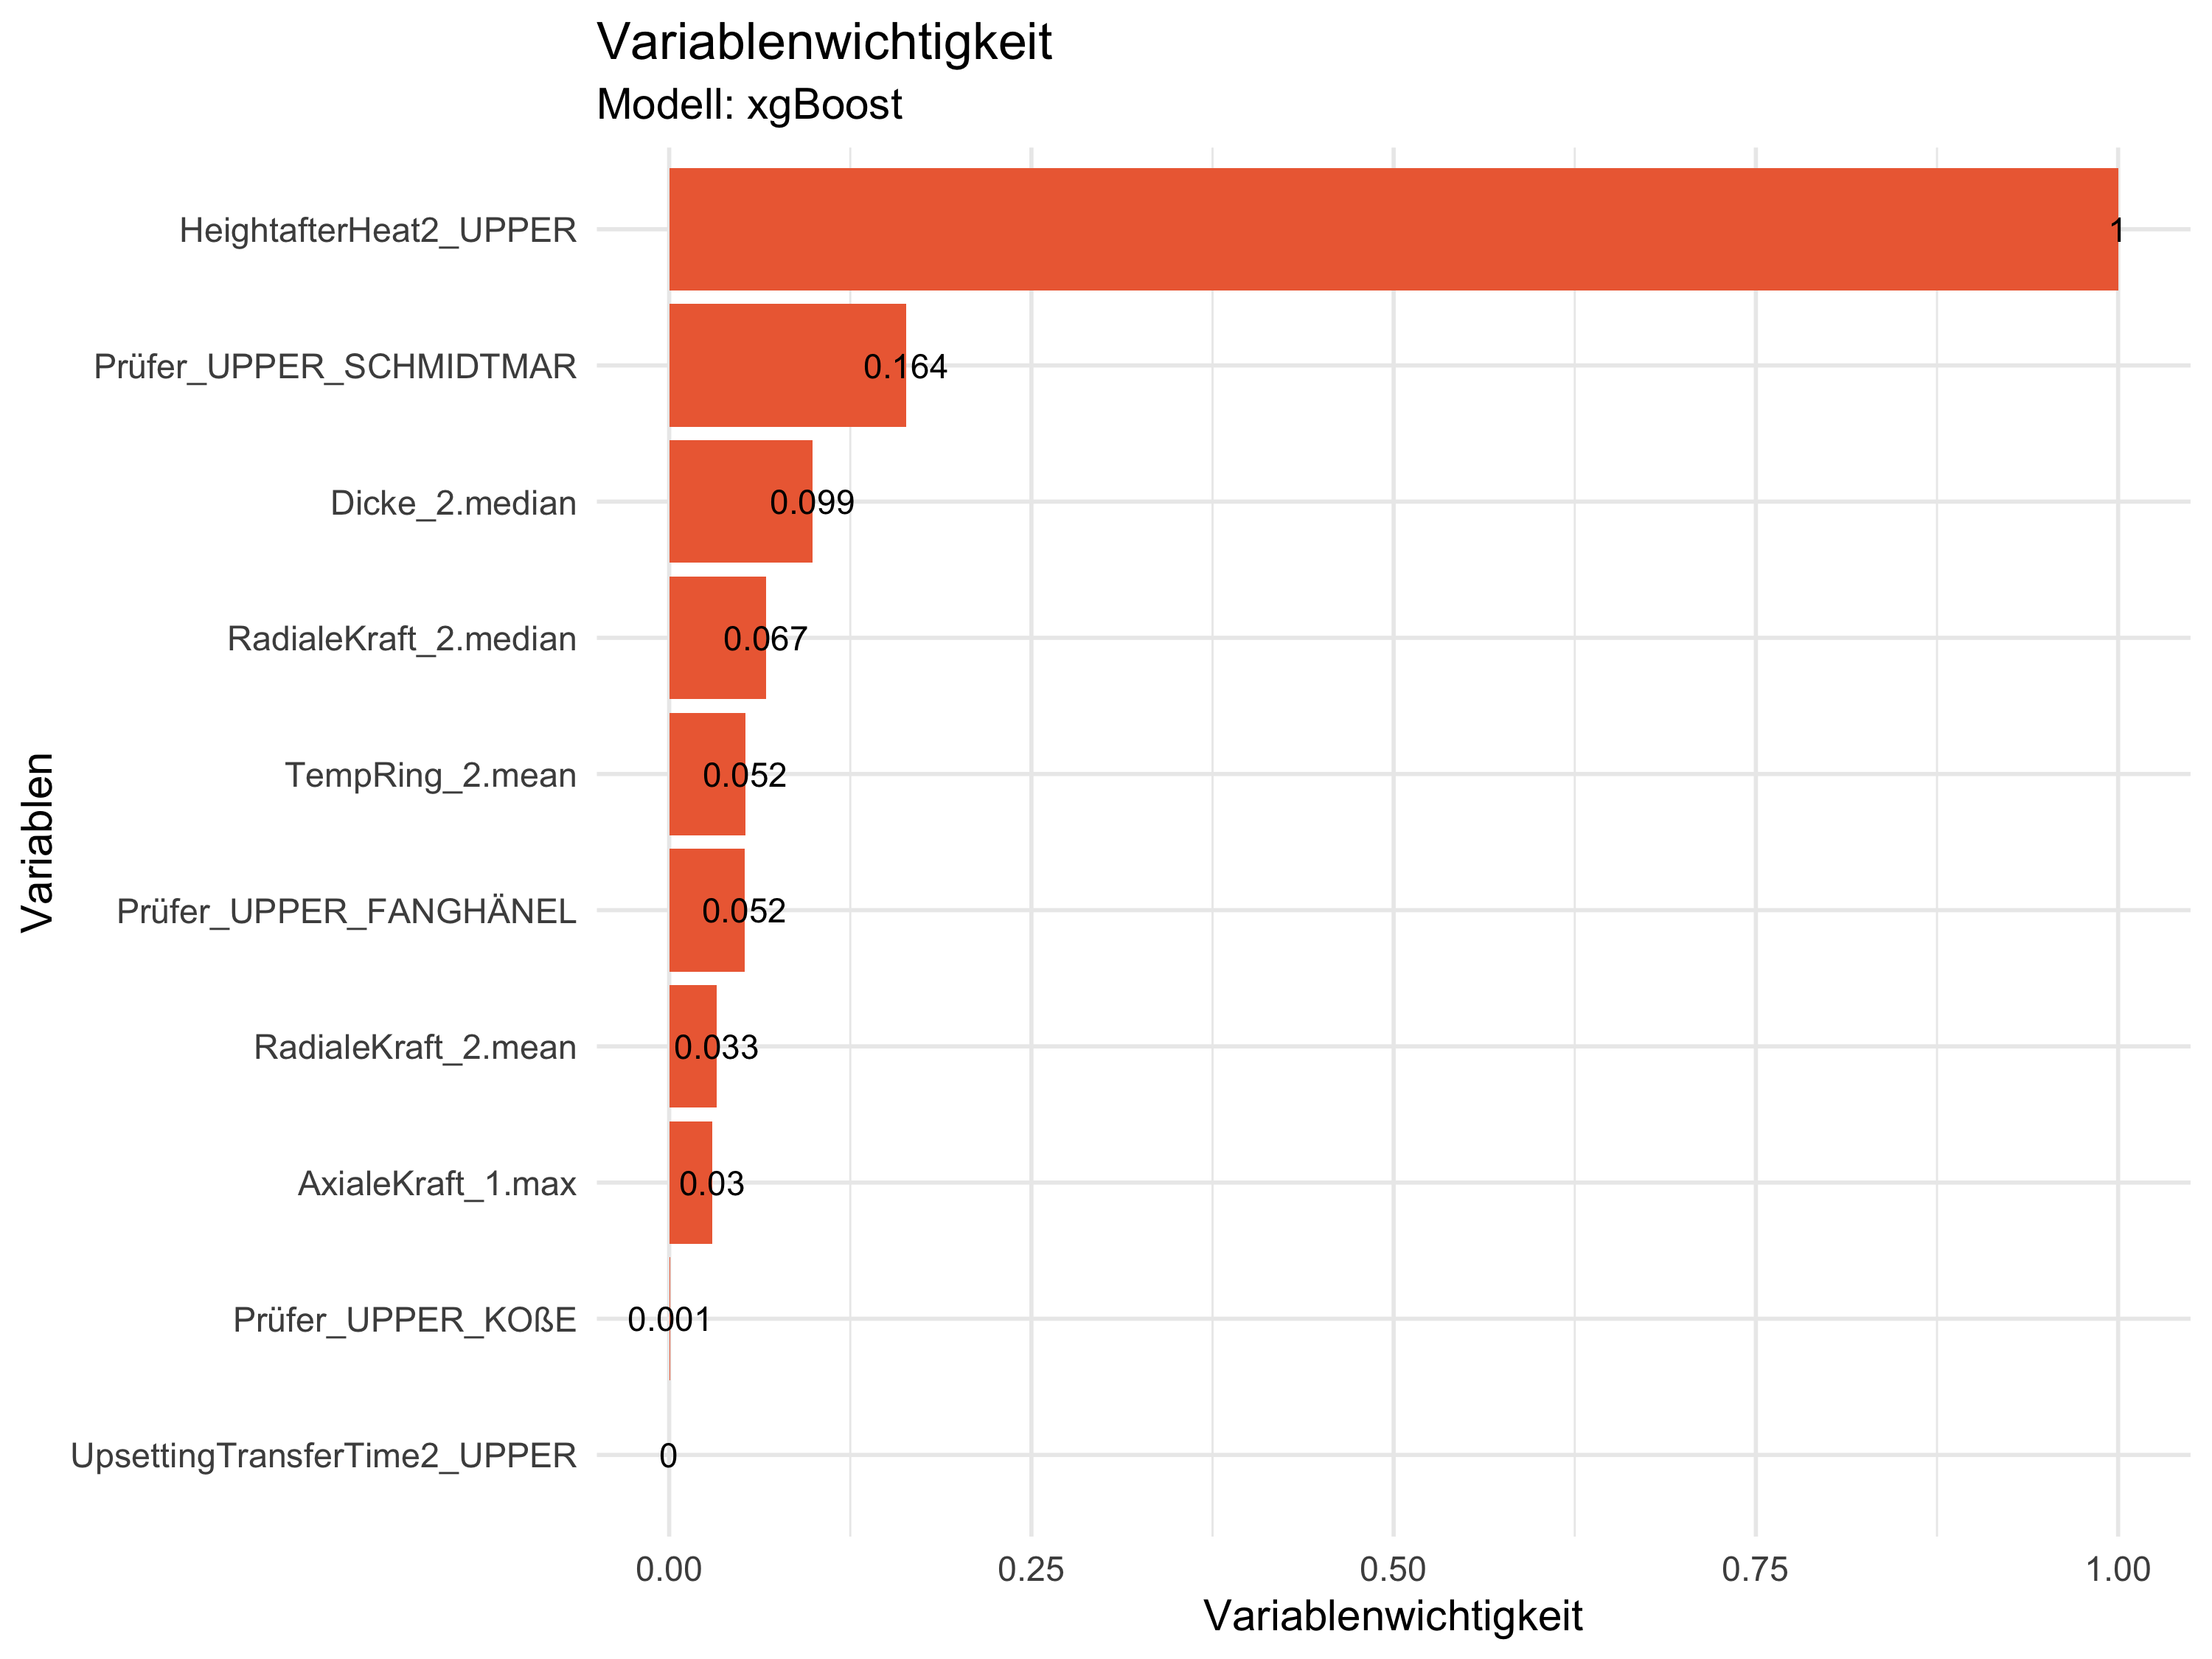 Variablenwichtigkeit
Modell: xgBoost
HeightafterHeat2_UPPER 1
Prüfer_UPPER_SCHMIDTMAR 0.164
Dicke_2.median 0.099
RadialeKraft_2.median 0.067
TempRing_2.mean 0.052
Prüfer_UPPER_FANGHÄNEL 0.052
RadialeKraft_2.mean 0.033
AxialeKraft_1.max 0.03
Prüfer_UPPER_KOßE 0.001
UpsettingTransferTime2_UPPER 0
Variablen
0.00 0.25 0.50 0.75 1.00
Variablenwichtigkeit